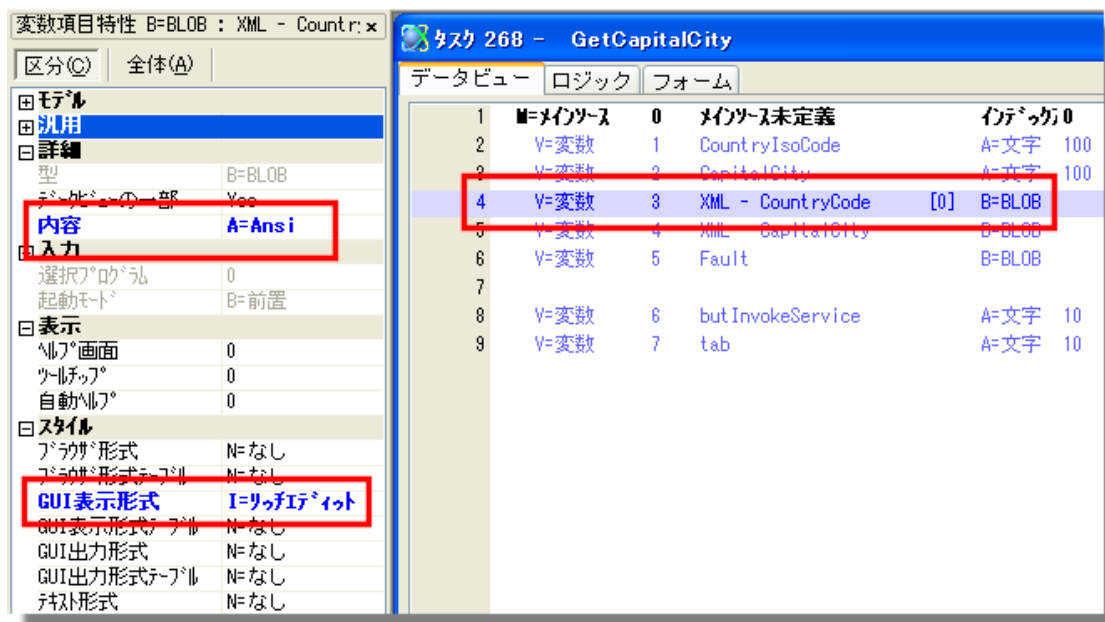 変数項目特性 B=BLOB : XML - Countr: x
区分(C) 全体(A)
モデル
汎用
詳細
型 B=BLOB
データビューの一部 Yes
内容 A=Ansi
入力
選択プログラム 0
起動モード B=前置
表示
ヘルプ画面 0
ツールチップ 0
自動ヘルプ 0
スタイル
ブラウザ形式 N=なし
ブラウザ形式テーブル N=なし
GUI表示形式 I=リッチエディット
GUI表示形式テーブル N=なし
GUI出力形式 N=なし
GUI出力形式テーブル N=なし
テキスト形式 N=なし
タスク 268 - GetCapitalCity
データビュー ロジック フォーム
1 M=メインソース 0 メインソース未定義 インデックス 0
2 V=変数 1 CountryIsoCode A=文字 100
3 V=変数 2 CapitalCity A=文字 100
4 V=変数 3 XML - CountryCode [0] B=BLOB
5 V=変数 4 XML - CapitalCity B=BLOB
6 V=変数 5 Fault B=BLOB
7
8 V=変数 6 butInvokeService A=文字 10
9 V=変数 7 tab A=文字 10